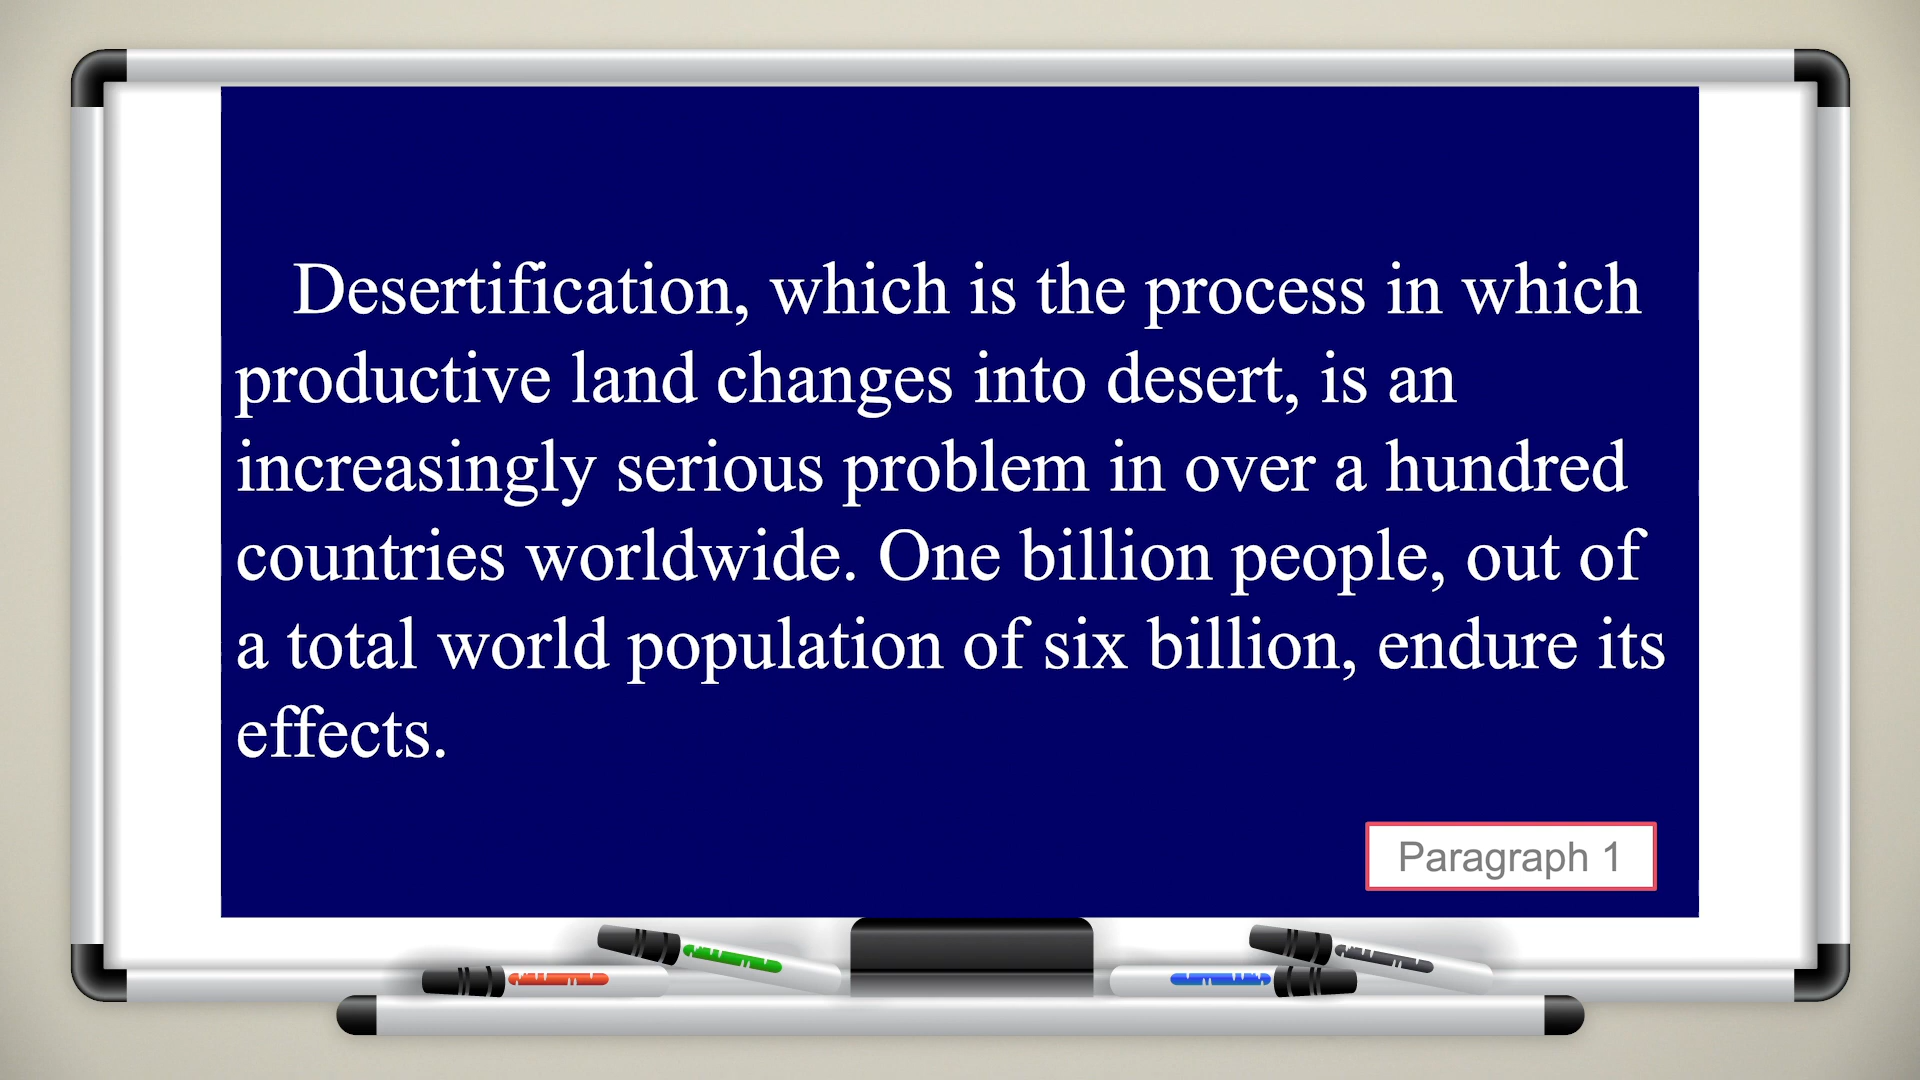 Desertification, which is the process in which
productive land changes into desert, is an
increasingly serious problem in over a hundred
countries worldwide. One billion people, out of
a total world population of six billion, endure its
effects.
Paragraph 1